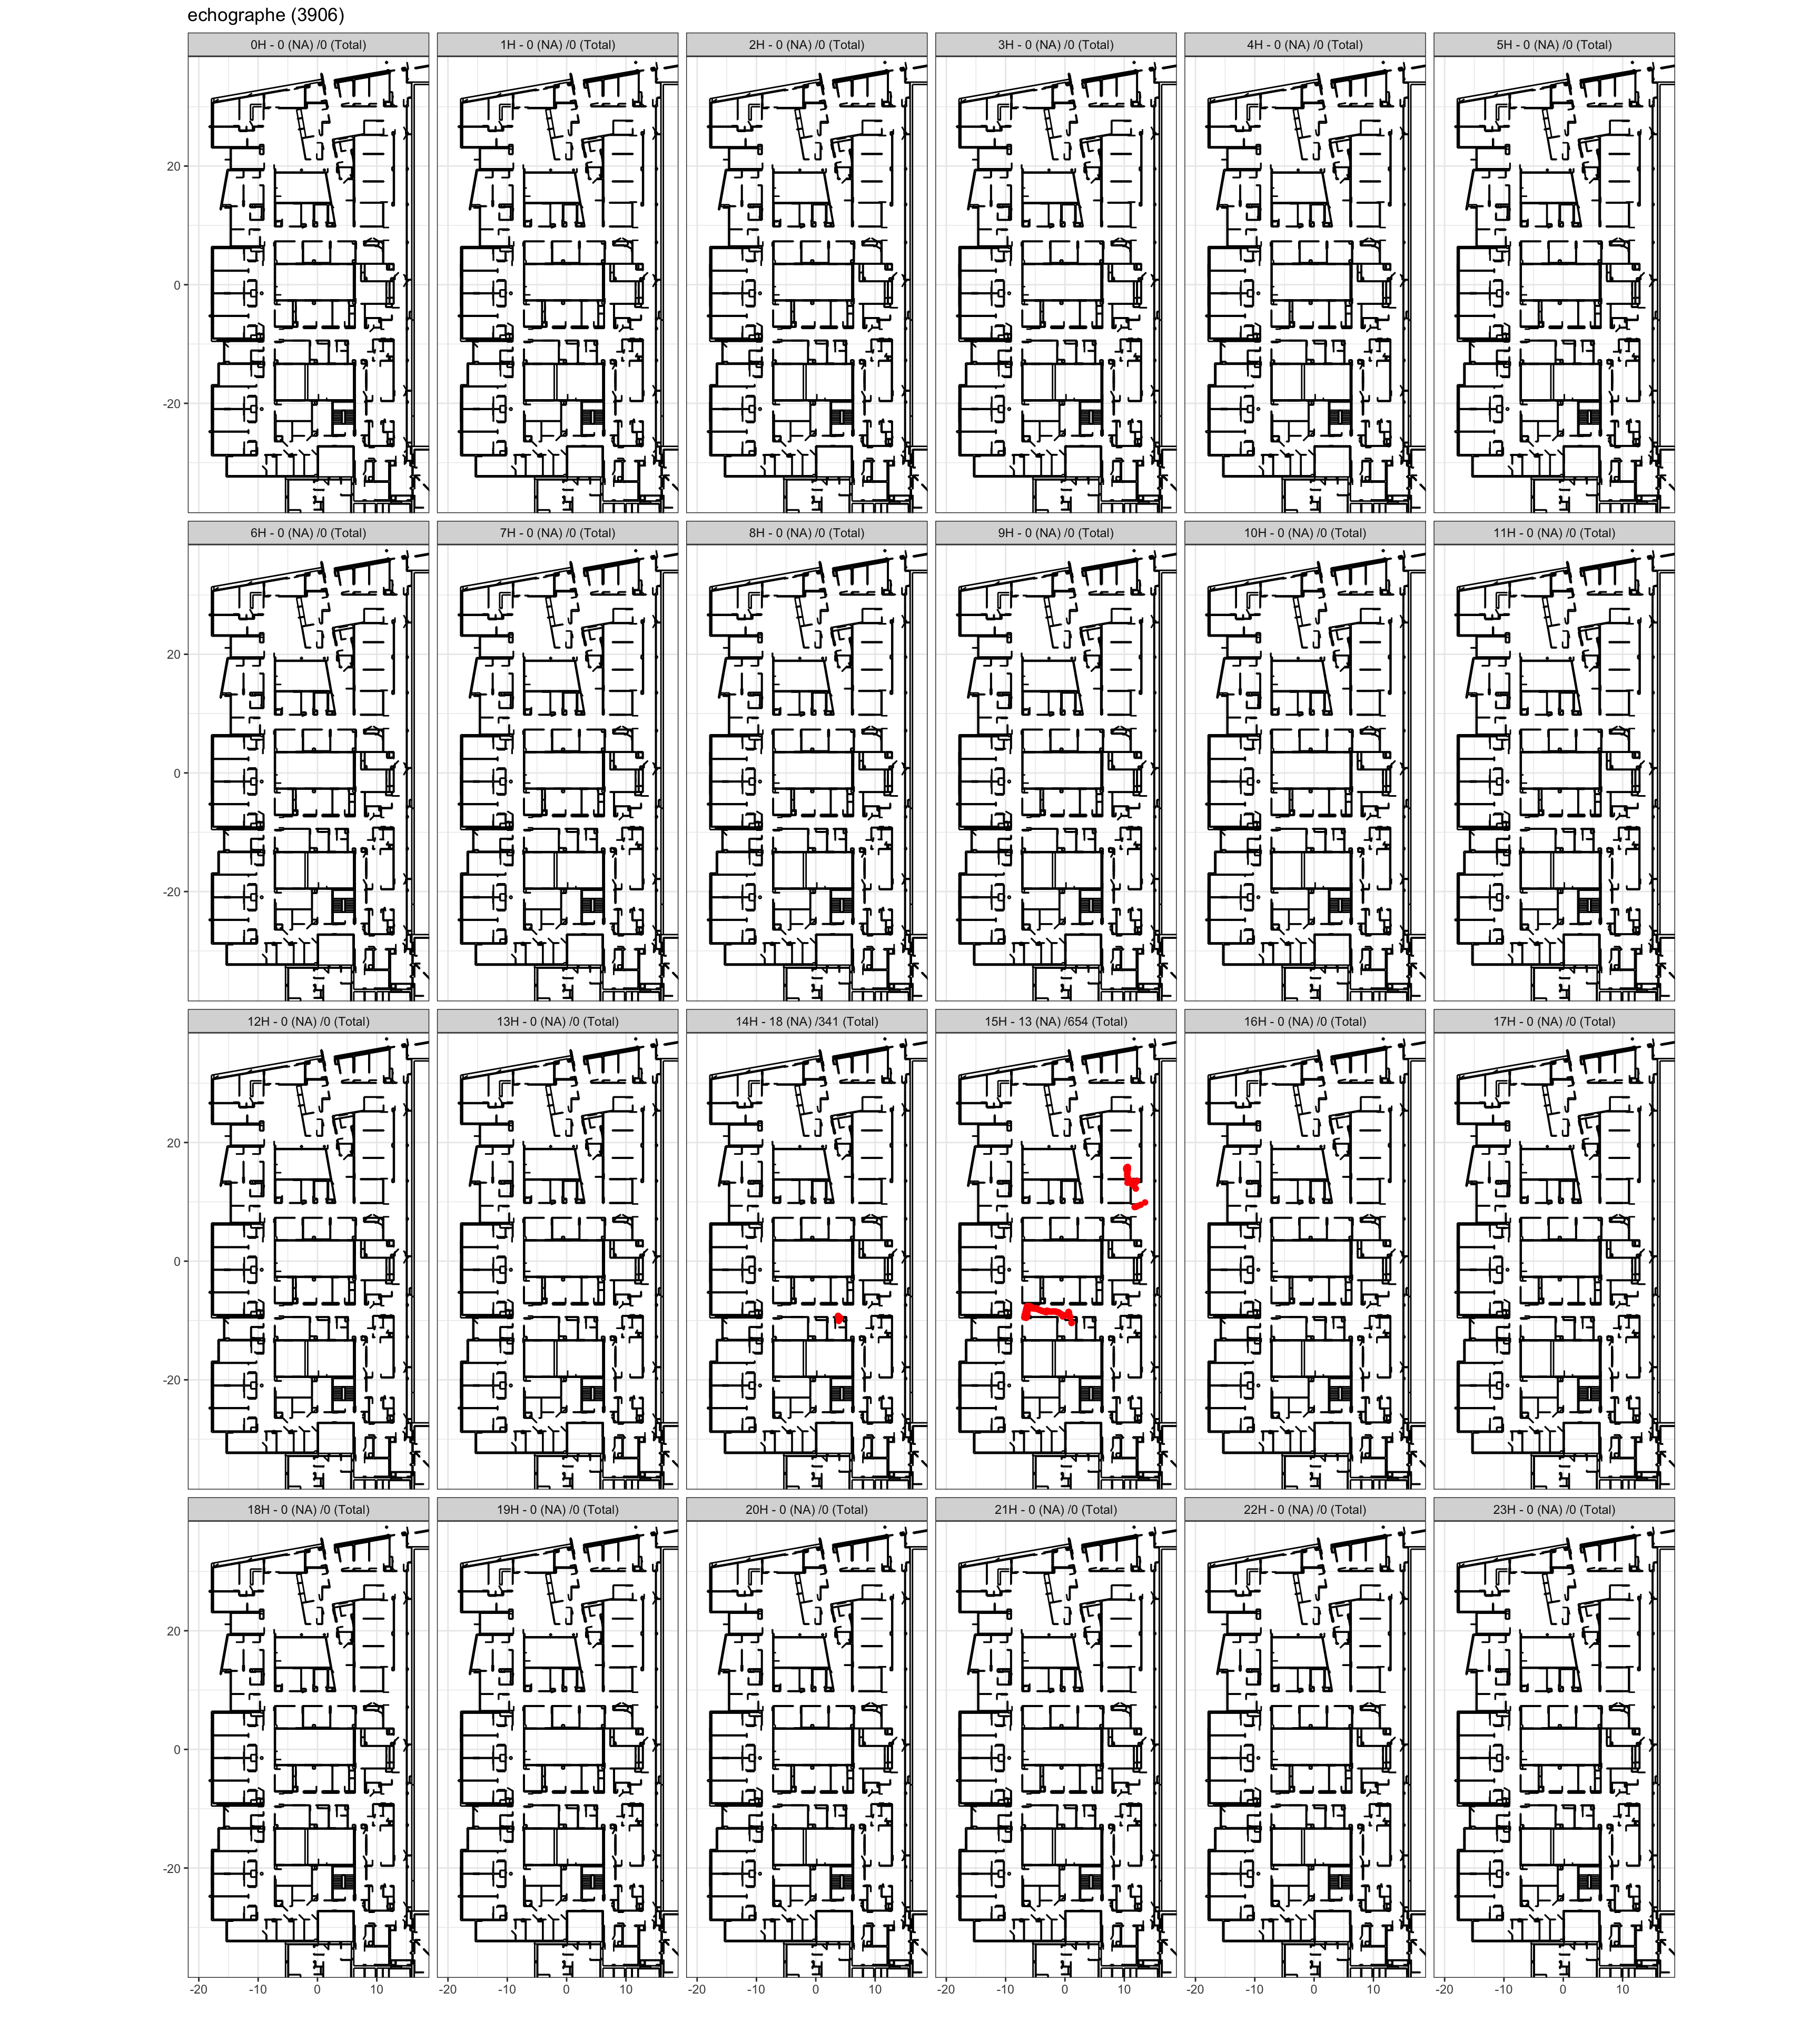 echographe (3906)
0H - 0 (NA) /0 (Total) 1H - 0 (NA) /0 (Total) 2H - 0 (NA) /0 (Total) 3H - 0 (NA) /0 (Total) 4H - 0 (NA) /0 (Total) 5H - 0 (NA) /0 (Total)
20
0
-20
6H - 0 (NA) /0 (Total) 7H - 0 (NA) /0 (Total) 8H - 0 (NA) /0 (Total) 9H - 0 (NA) /0 (Total) 10H - 0 (NA) /0 (Total) 11H - 0 (NA) /0 (Total)
20
0
-20
12H - 0 (NA) /0 (Total) 13H - 0 (NA) /0 (Total) 14H - 18 (NA) /341 (Total) 15H - 13 (NA) /654 (Total) 16H - 0 (NA) /0 (Total) 17H - 0 (NA) /0 (Total)
20
0
-20
18H - 0 (NA) /0 (Total) 19H - 0 (NA) /0 (Total) 20H - 0 (NA) /0 (Total) 21H - 0 (NA) /0 (Total) 22H - 0 (NA) /0 (Total) 23H - 0 (NA) /0 (Total)
20
0
-20
-20 -10 0 10 -20 -10 0 10 -20 -10 0 10 -20 -10 0 10 -20 -10 0 10 -20 -10 0 10